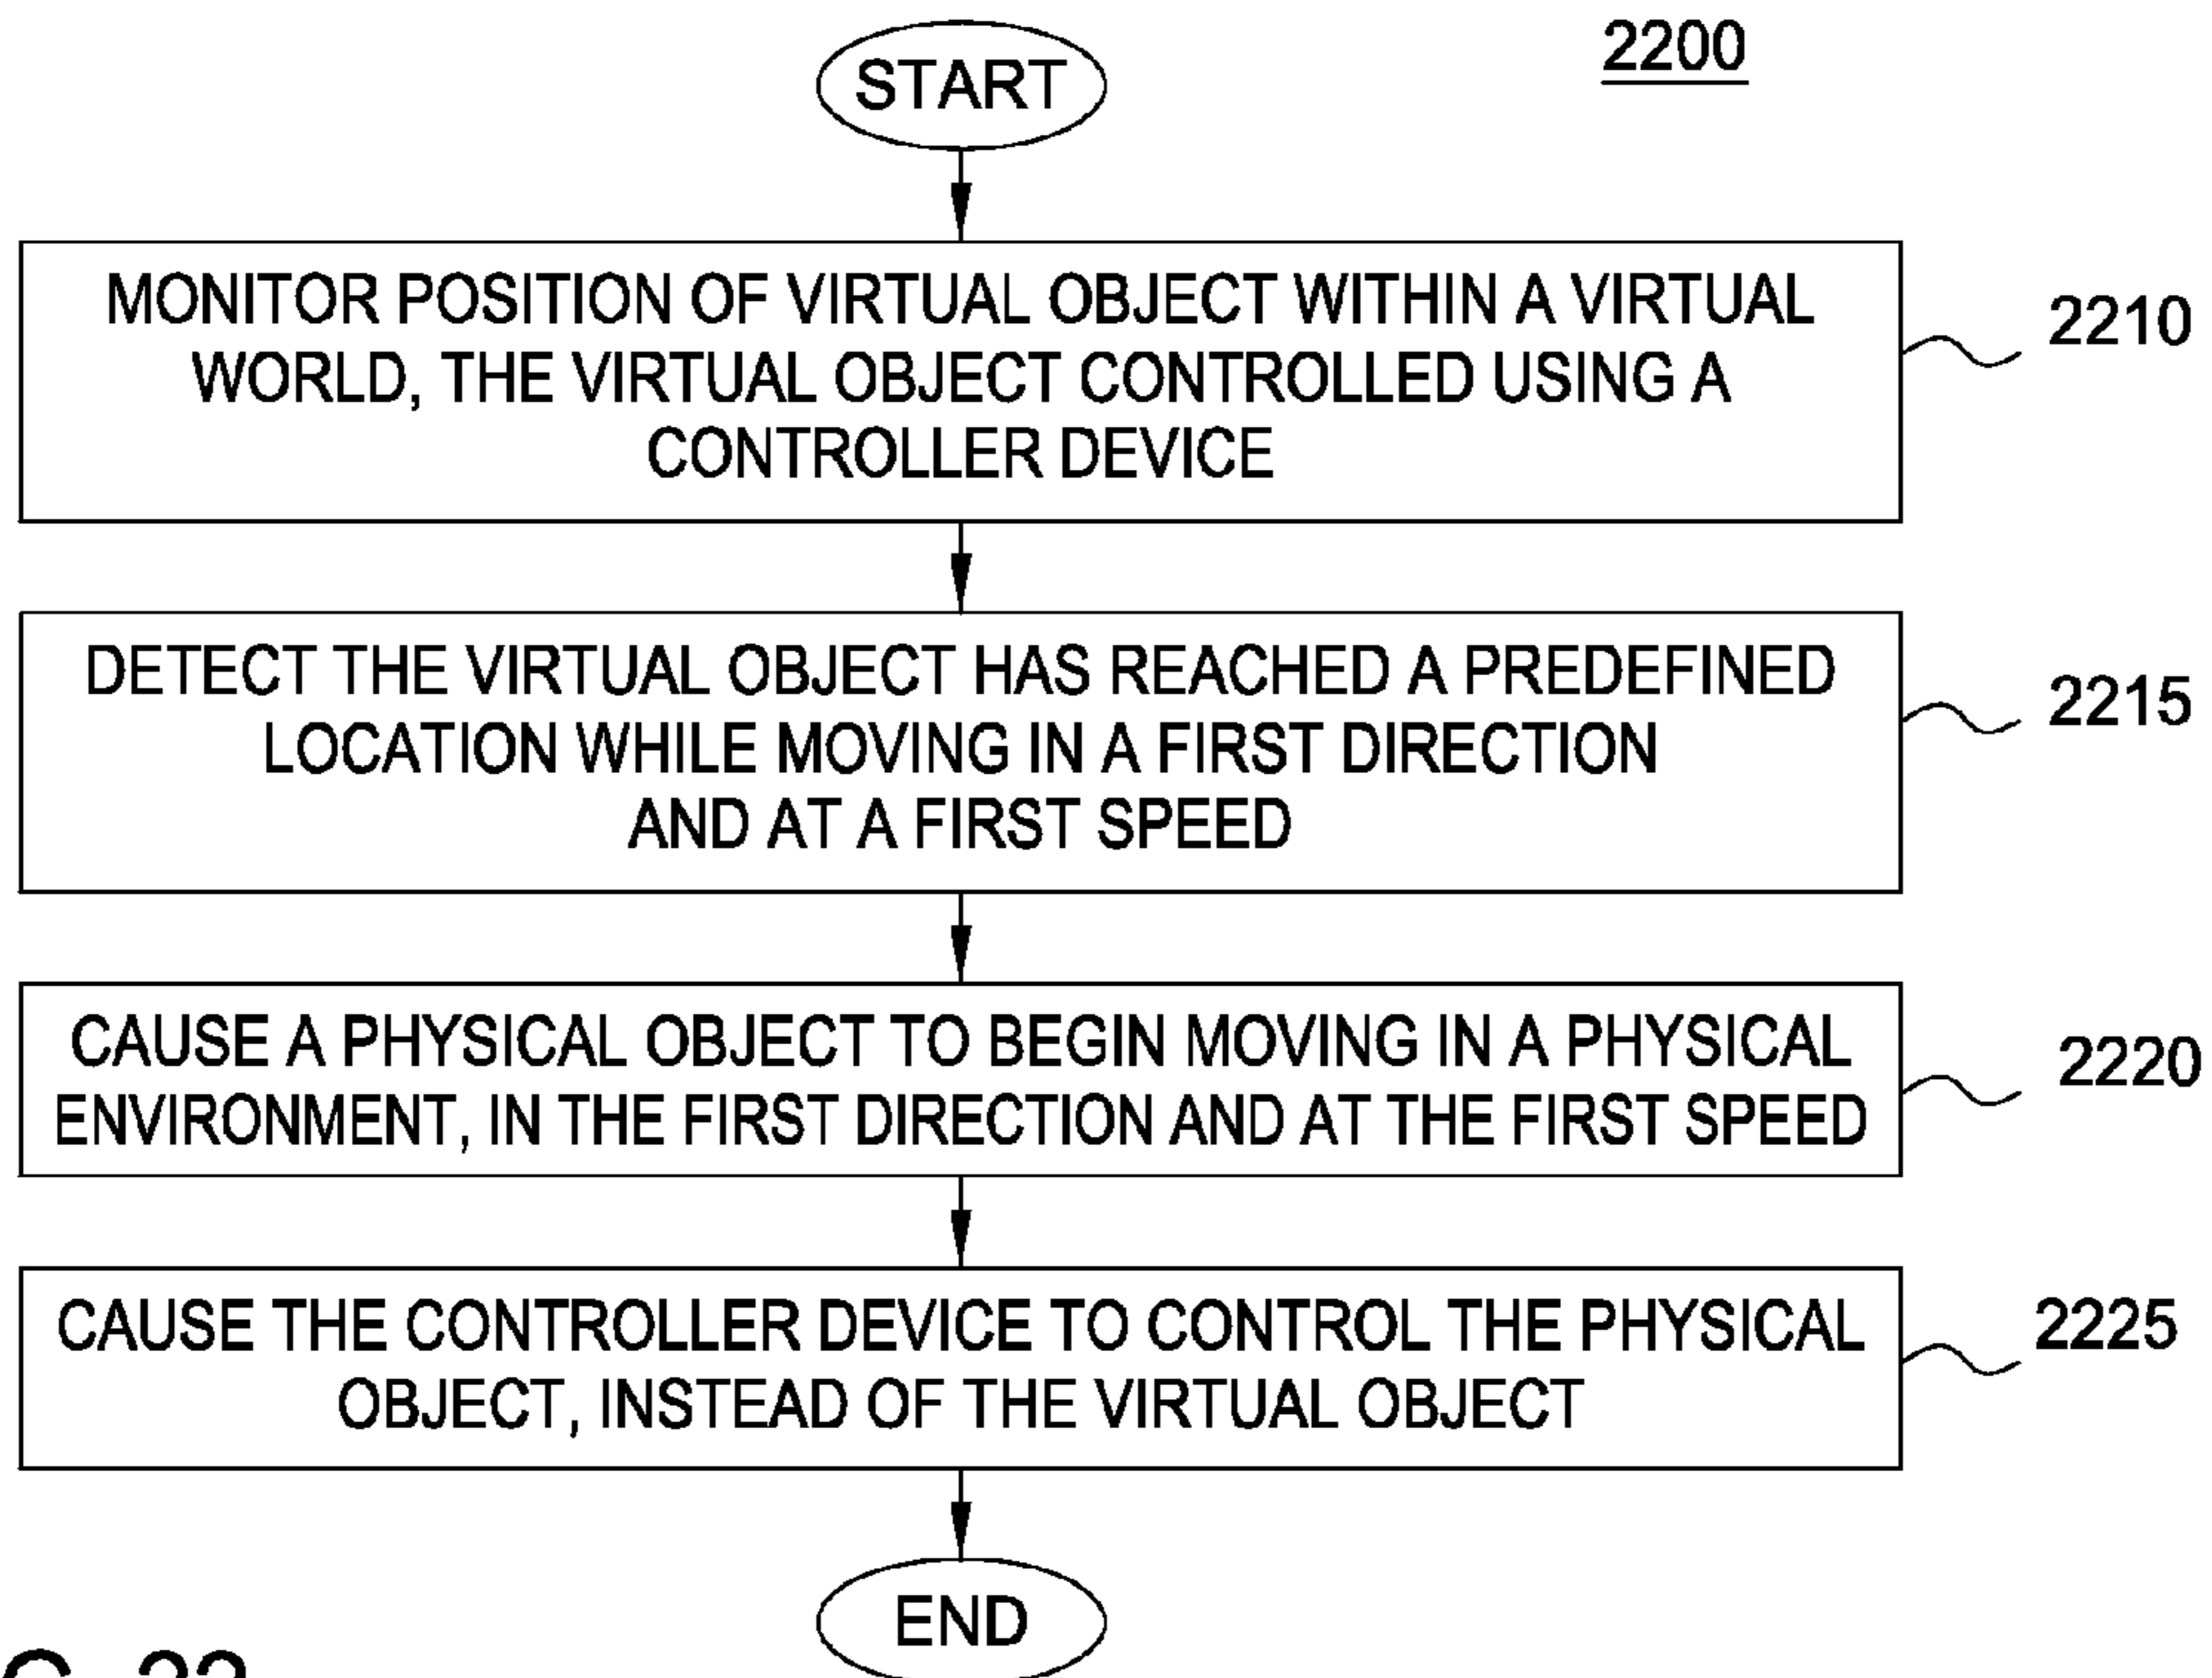 2200
START
MONITOR POSITION OF VIRTUAL OBJECT WITHIN A VIRTUAL
WORLD, THE VIRTUAL OBJECT CONTROLLED USING A
CONTROLLER DEVICE
2210
DETECT THE VIRTUAL OBJECT HAS REACHED A PREDEFINED
LOCATION WHILE MOVING IN A FIRST DIRECTION
AND AT A FIRST SPEED
2215
CAUSE A PHYSICAL OBJECT TO BEGIN MOVING IN A PHYSICAL
ENVIRONMENT, IN THE FIRST DIRECTION AND AT THE FIRST SPEED
2220
CAUSE THE CONTROLLER DEVICE TO CONTROL THE PHYSICAL
OBJECT, INSTEAD OF THE VIRTUAL OBJECT
2225
END